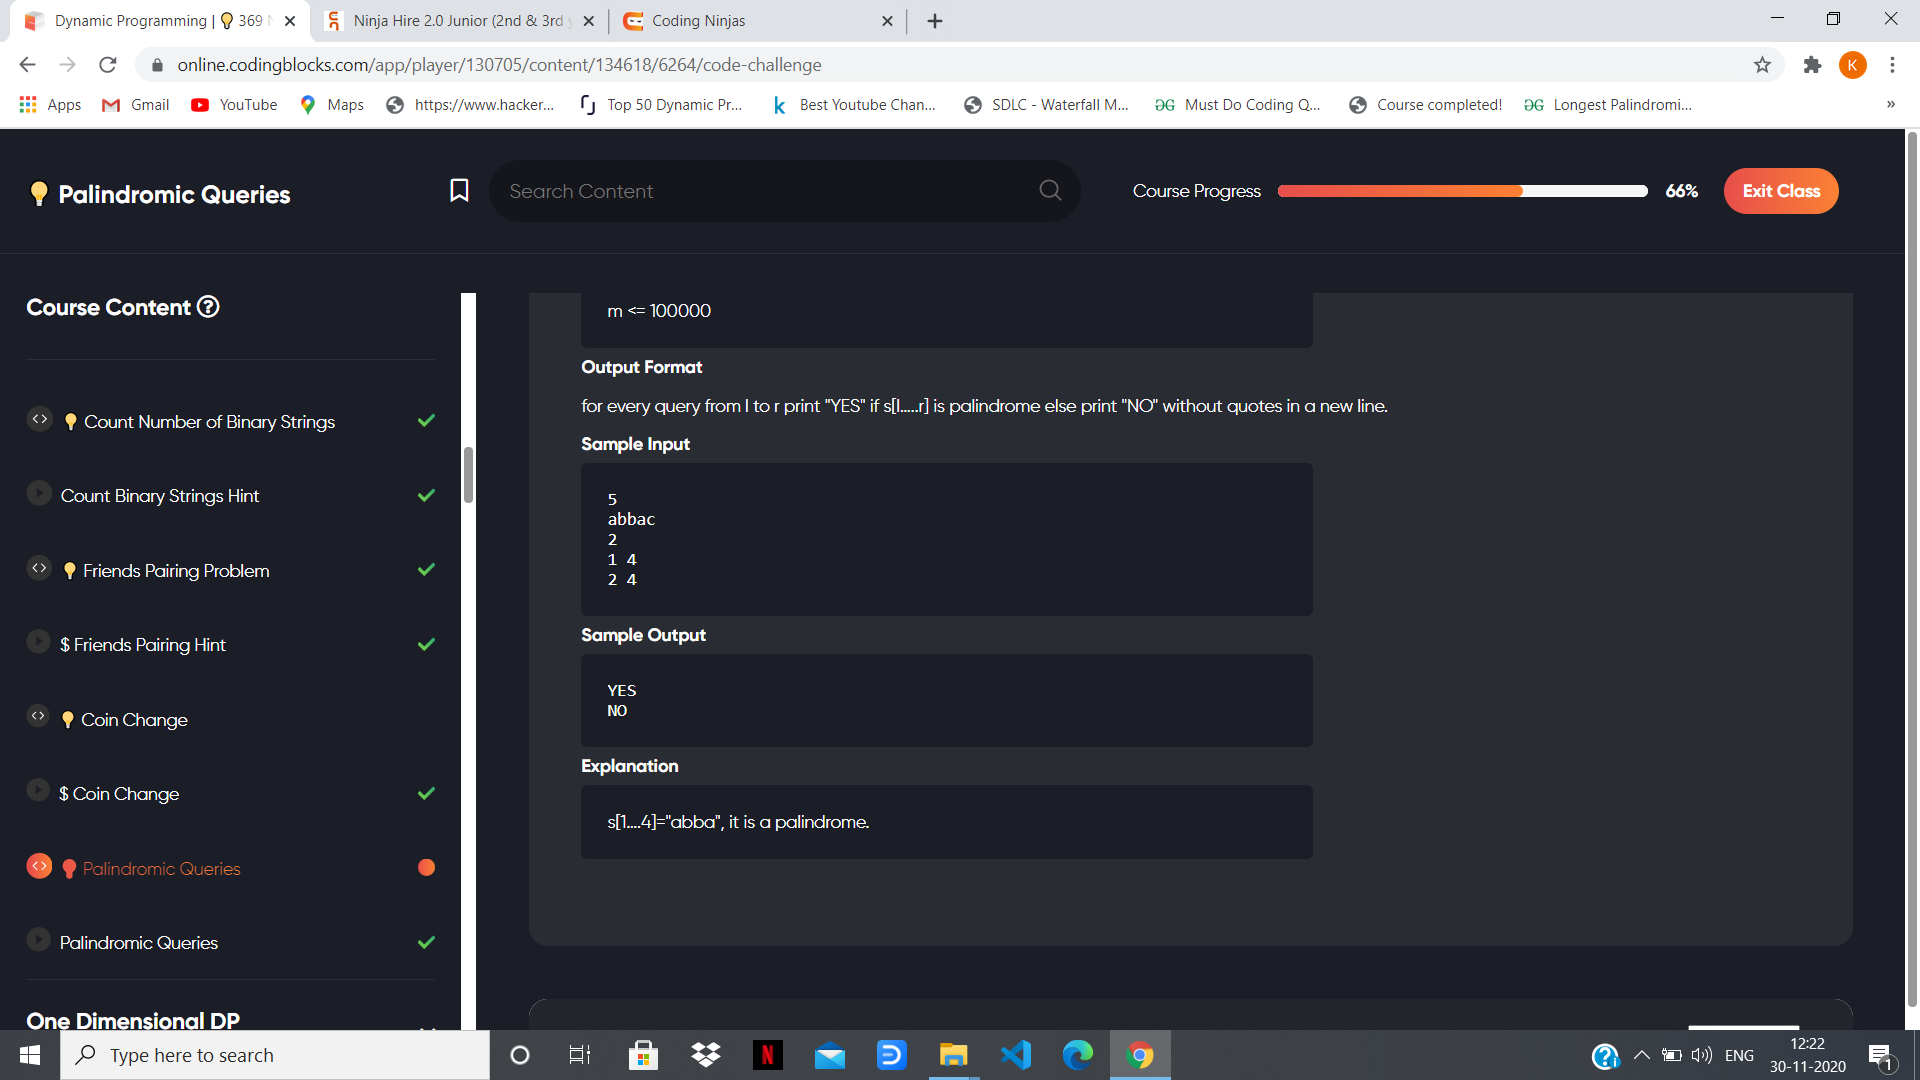 Dynamic Programming | 369
Ninja Hire 2.0 Junior (2nd & 3rd
Coding Ninjas
online.codingblocks.com/app/player/130705/content/134618/6264/code-challenge
K
Apps
Gmail
YouTube
Maps
https://www.hacker...
Top 50 Dynamic Pr...
Best Youtube Chan...
SDLC - Waterfall M...
Must Do Coding Q...
Course completed!
Longest Palindromi...
»
Palindromic Queries
Search Content
Course Progress
66%
Exit Class
Course Content
Count Number of Binary Strings
Count Binary Strings Hint
Friends Pairing Problem
$ Friends Pairing Hint
Coin Change
$ Coin Change
Palindromic Queries
Palindromic Queries
One Dimensional DP
m <= 100000
Output Format
for every query from l to r print "YES" if s[l.....r] is palindrome else print "NO" without quotes in a new line.
Sample Input
5
abbac
2
1 4
2 4
Sample Output
YES
NO
Explanation
s[1....4]="abba", it is a palindrome.
Type here to search
ENG
12:22
30-11-2020
1